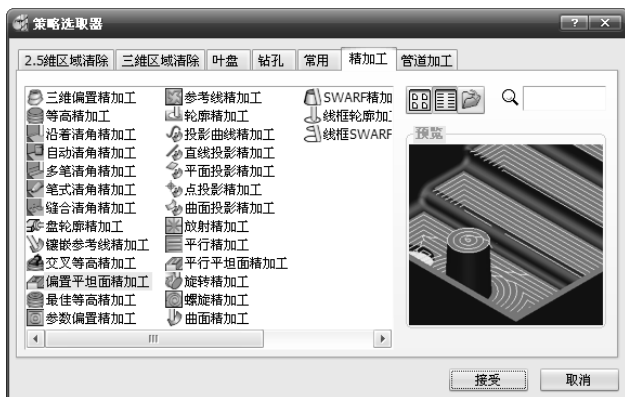 策略选取器
2.5维区域清除 三维区域清除 叶盘 钻孔 常用 精加工 管道加工
三维偏置精加工
等高精加工
沿着清角精加工
自动清角精加工
多笔清角精加工
笔式清角精加工
缝合清角精加工
盘轮廓精加工
镶嵌参考线精加工
交叉等高精加工
偏置平坦面精加工
最佳等高精加工
参数偏置精加工
参考线精加工
轮廓精加工
投影曲线精加工
直线投影精加工
平面投影精加工
点投影精加工
曲面投影精加工
放射精加工
平行精加工
平行平坦面精加工
旋转精加工
螺旋精加工
曲面精加工
SWARF精加
线框轮廓加
线框SWARF
预览
接受 取消